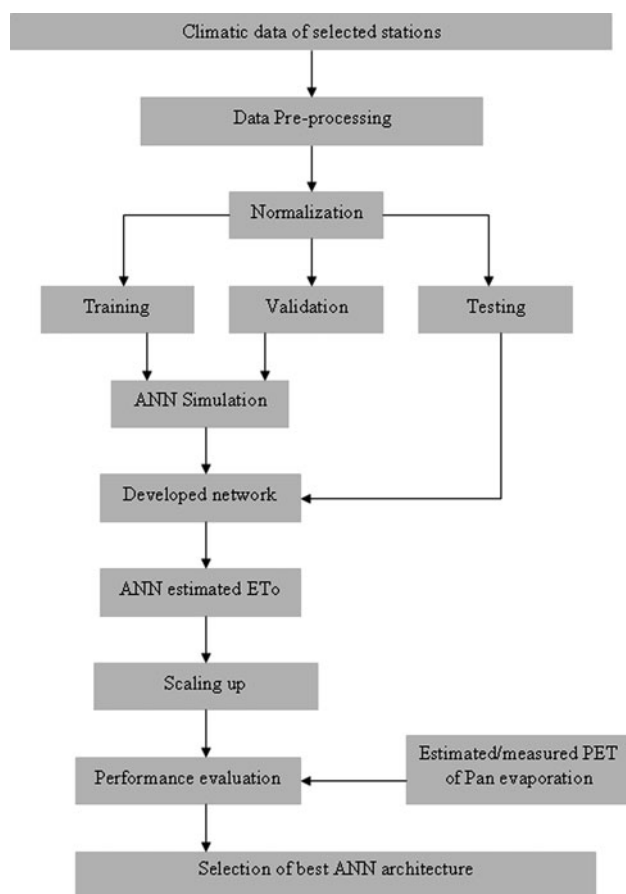 Climatic data of selected stations
Data Pre-processing
Normalization
Training
Validation
Testing
ANN Simulation
Developed network
ANN estimated ETo
Scaling up
Performance evaluation
Estimated/measured PET
of Pan evaporation
Selection of best ANN architecture